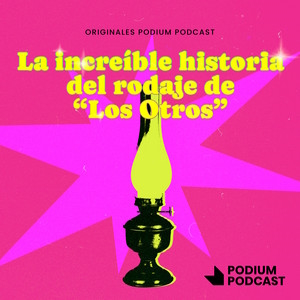 ORIGINALES PODIUM PODCAST
La increíble historia
del rodaje de
“Los Otros”
PODIUM
PODCAST